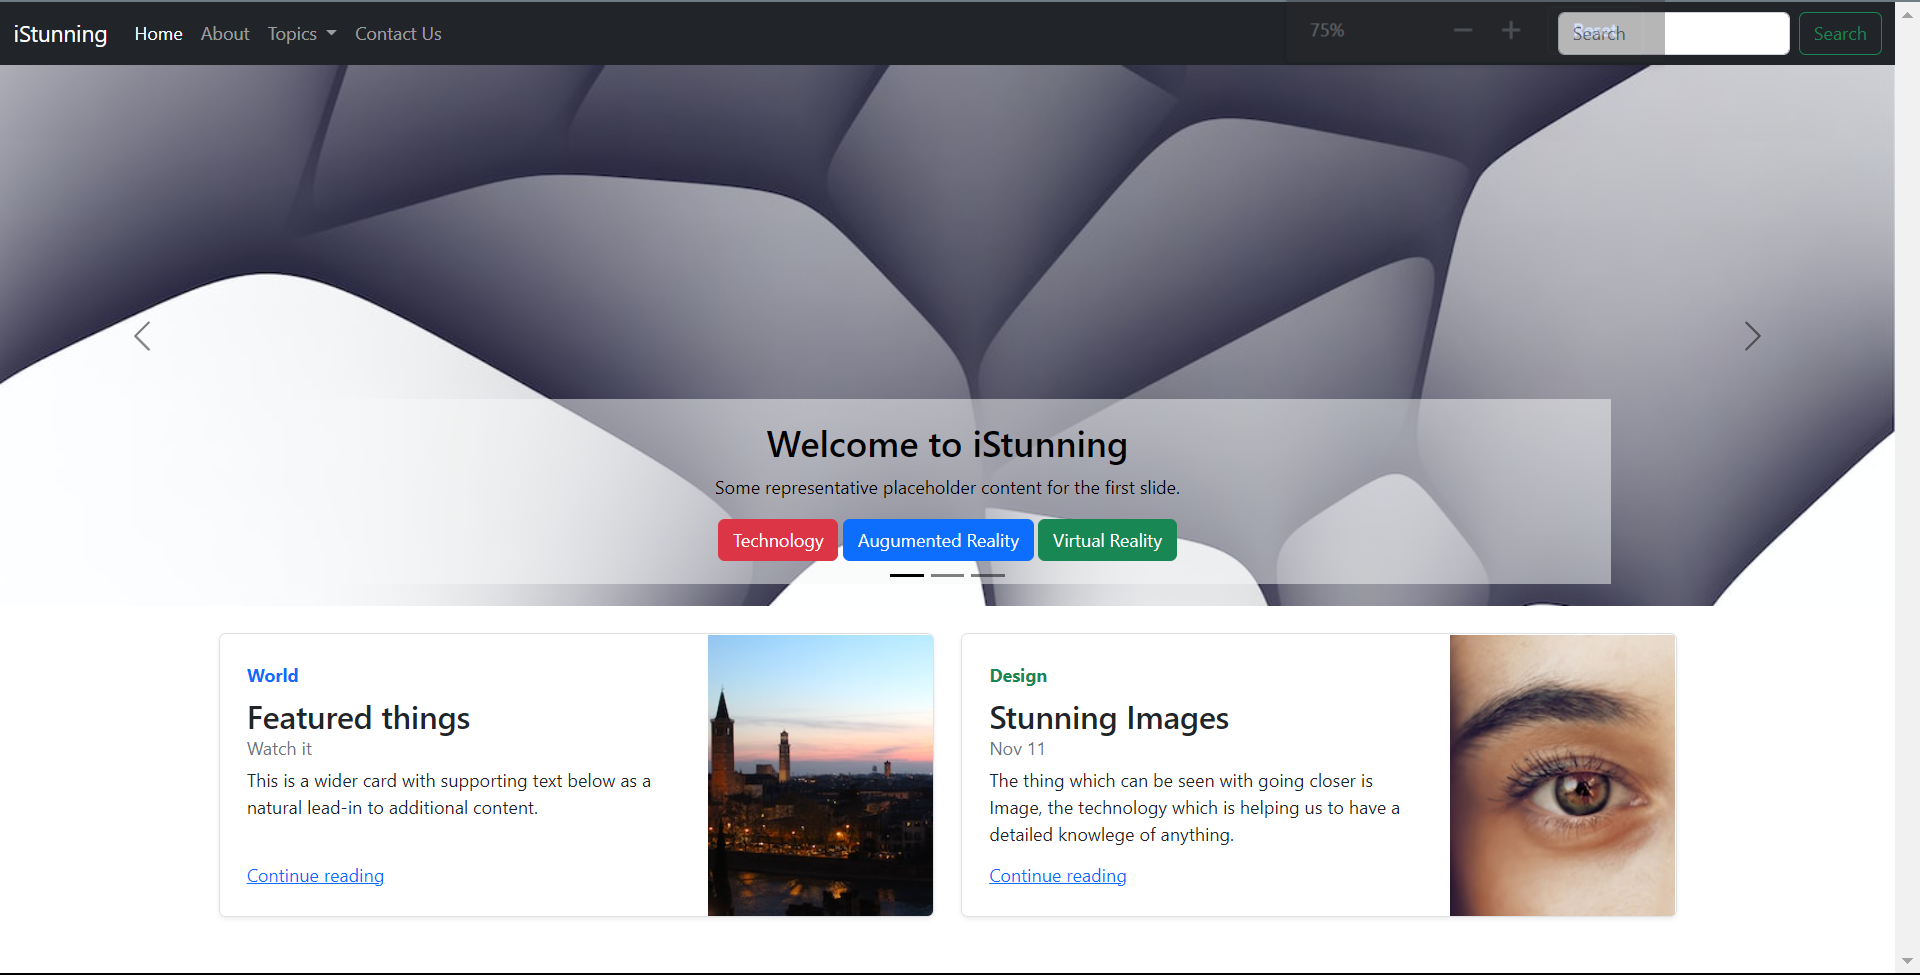 iStunning Home About Topics Contact Us 75% Search Reset Search
Welcome to iStunning
Some representative placeholder content for the first slide.
Technology Augumented Reality Virtual Reality
World
Featured things
Watch it
This is a wider card with supporting text below as a
natural lead-in to additional content.
Continue reading
Design
Stunning Images
Nov 11
The thing which can be seen with going closer is
Image, the technology which is helping us to have a
detailed knowlege of anything.
Continue reading